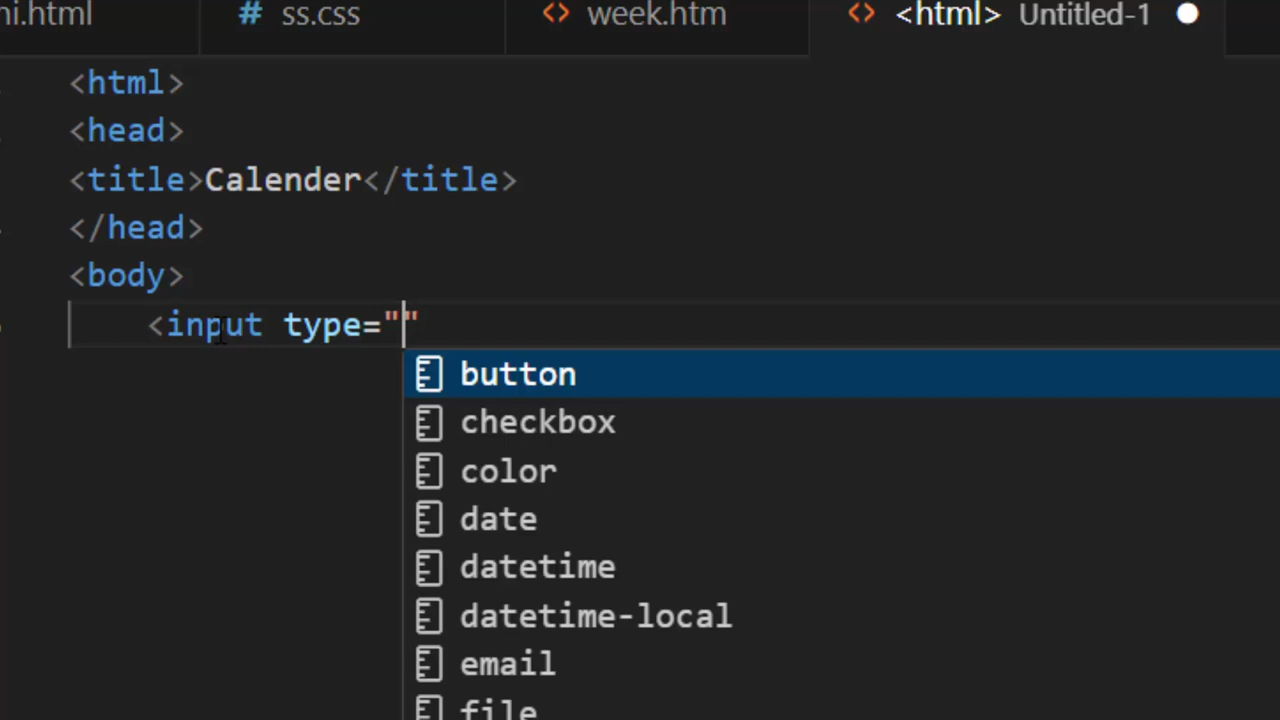 ni.html # ss.css <> week.htm <> <html> Untitled-1
<html>
<head>
<title>Calender</title>
</head>
<body>
<input type=""
button
checkbox
color
date
datetime
datetime-local
email
file